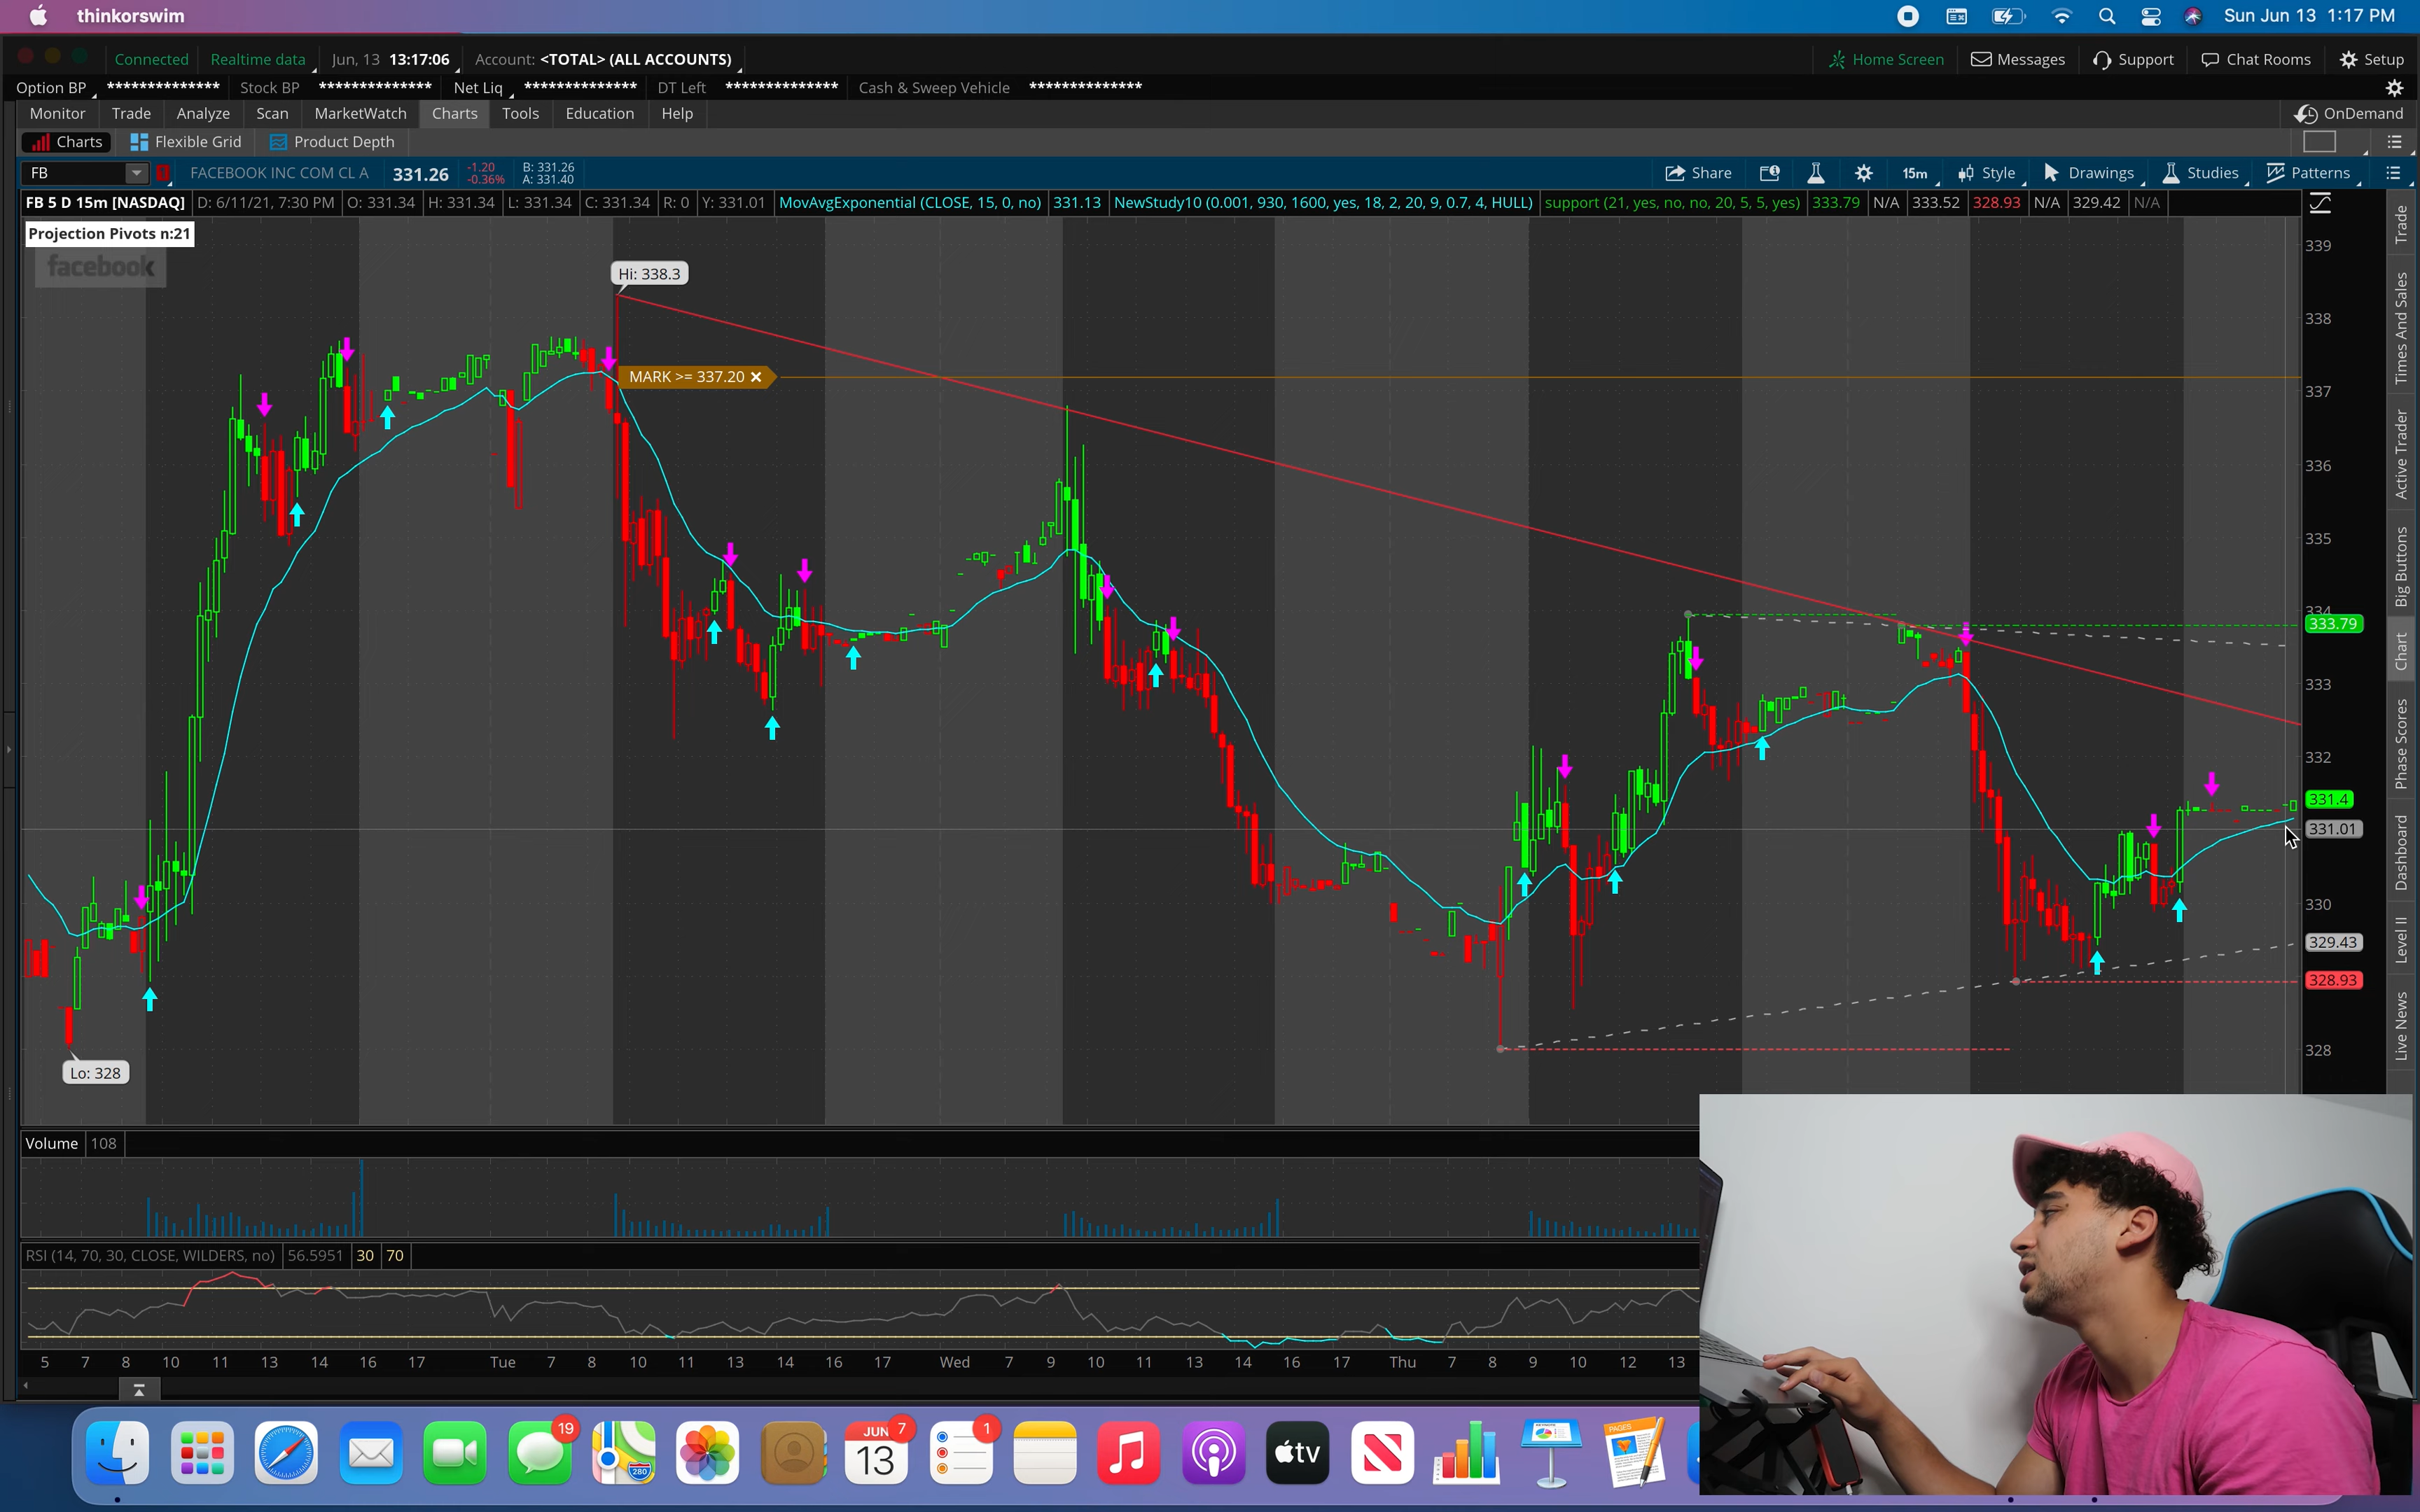 thinkorswim
Sun Jun 13 1:17 PM
Connected Realtime data Jun, 13 13:17:06 Account: <TOTAL> (ALL ACCOUNTS) Home Screen Messages Support Chat Rooms Setup
Option BP ************** Stock BP ************** Net Liq ************** DT Left ************** Cash & Sweep Vehicle **************
Monitor Trade Analyze Scan MarketWatch Charts Tools Education Help OnDemand
Charts Flexible Grid Product Depth
FB FACEBOOK INC COM CL A 331.26 -1.20 B: 331.26
-0.36% A: 331.40
Share 15m Style Drawings Studies Patterns
FB 5 D 15m [NASDAQ] D: 6/11/21, 7:30 PM O: 331.34 H: 331.34 L: 331.34 C: 331.34 R: 0 Y: 331.01 MovAvgExponential (CLOSE, 15, 0, no) 331.13 NewStudy10 (0.001, 930, 1600, yes, 18, 2, 20, 9, 0.7, 4, HULL) support (21, yes, no, no, 20, 5, 5, yes) 333.79 N/A 333.52 328.93 N/A 329.42 N/A
Projection Pivots n:21
facebook
Hi: 338.3
MARK >= 337.20 ×
Lo: 328
339
338
337
336
335
334
333.79
333
332
331.4
331.01
330
329.43
328.93
328
Trade
Times And Sales
Active Trader
Big Buttons
Chart
Phase Scores
Dashboard
Level II
Live News
Volume 108
RSI (14, 70, 30, CLOSE, WILDERS, no) 56.5951 30 70
5 7 8 10 11 13 14 16 17 Tue 7 8 10 11 13 14 16 17 Wed 7 9 10 11 13 14 16 17 Thu 7 8 9 10 12 13
19
JUN 7
13
1
280
tv
PAGES